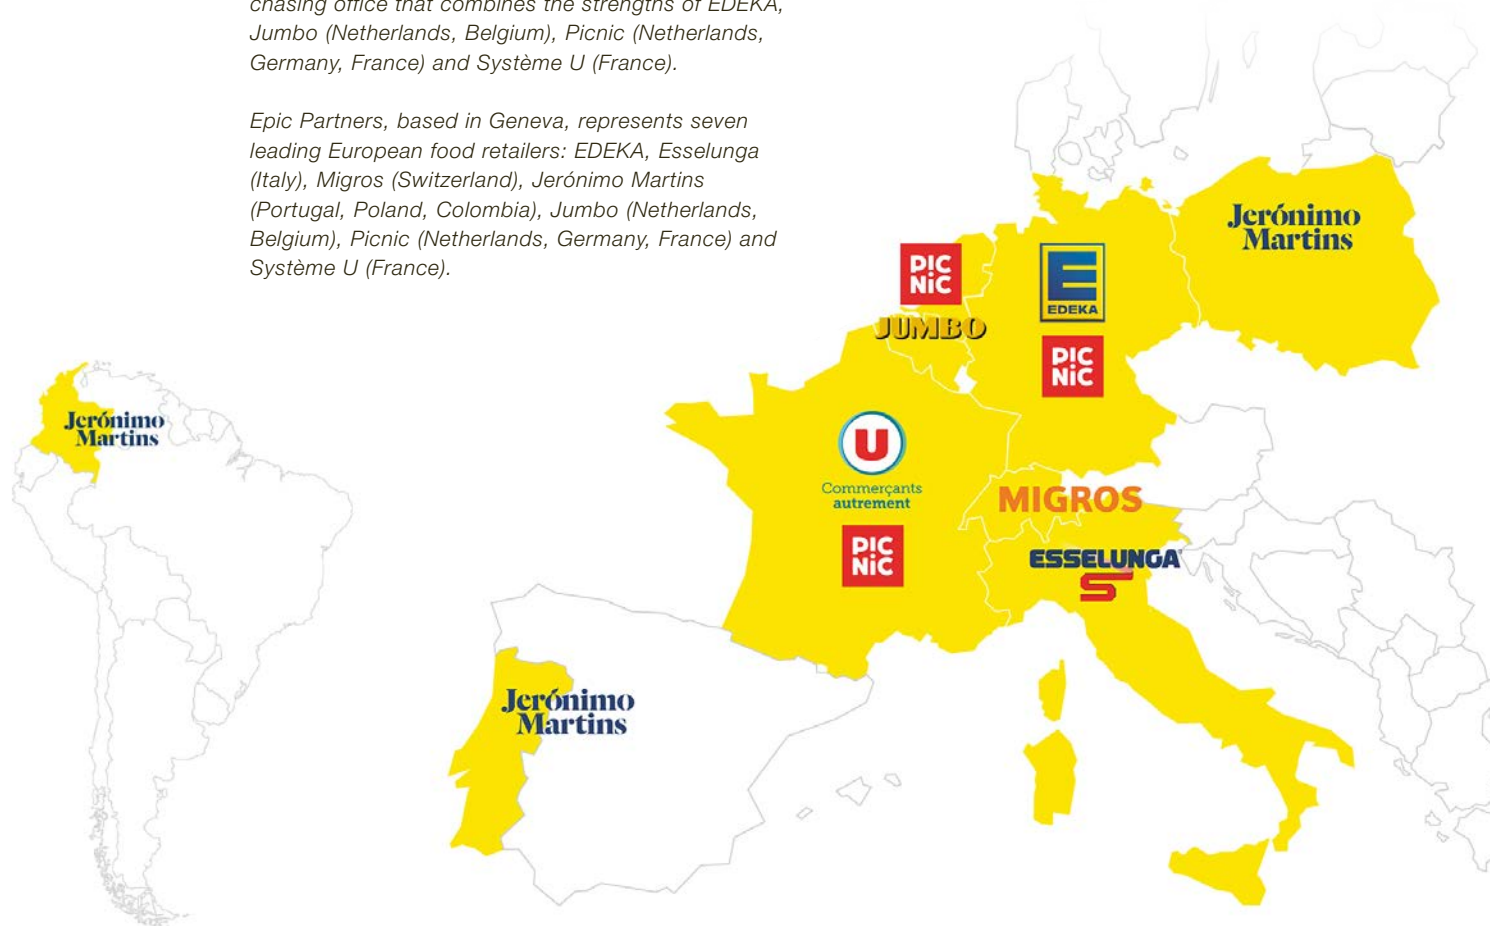 chasing office that combines the strengths of EDEKA,
Jumbo (Netherlands, Belgium), Picnic (Netherlands,
Germany, France) and Système U (France).
Epic Partners, based in Geneva, represents seven
leading European food retailers: EDEKA, Esselunga
(Italy), Migros (Switzerland), Jerónimo Martins
(Portugal, Poland, Colombia), Jumbo (Netherlands,
Belgium), Picnic (Netherlands, Germany, France) and
Système U (France).
Jerónimo
Martins
PIC
NiC
E
EDEKA
JUMBO
PIC
NiC
Jerónimo
Martins
U
Commerçants
autrement
MIGROS
PIC
NiC
ESSELUNGA
S
Jerónimo
Martins